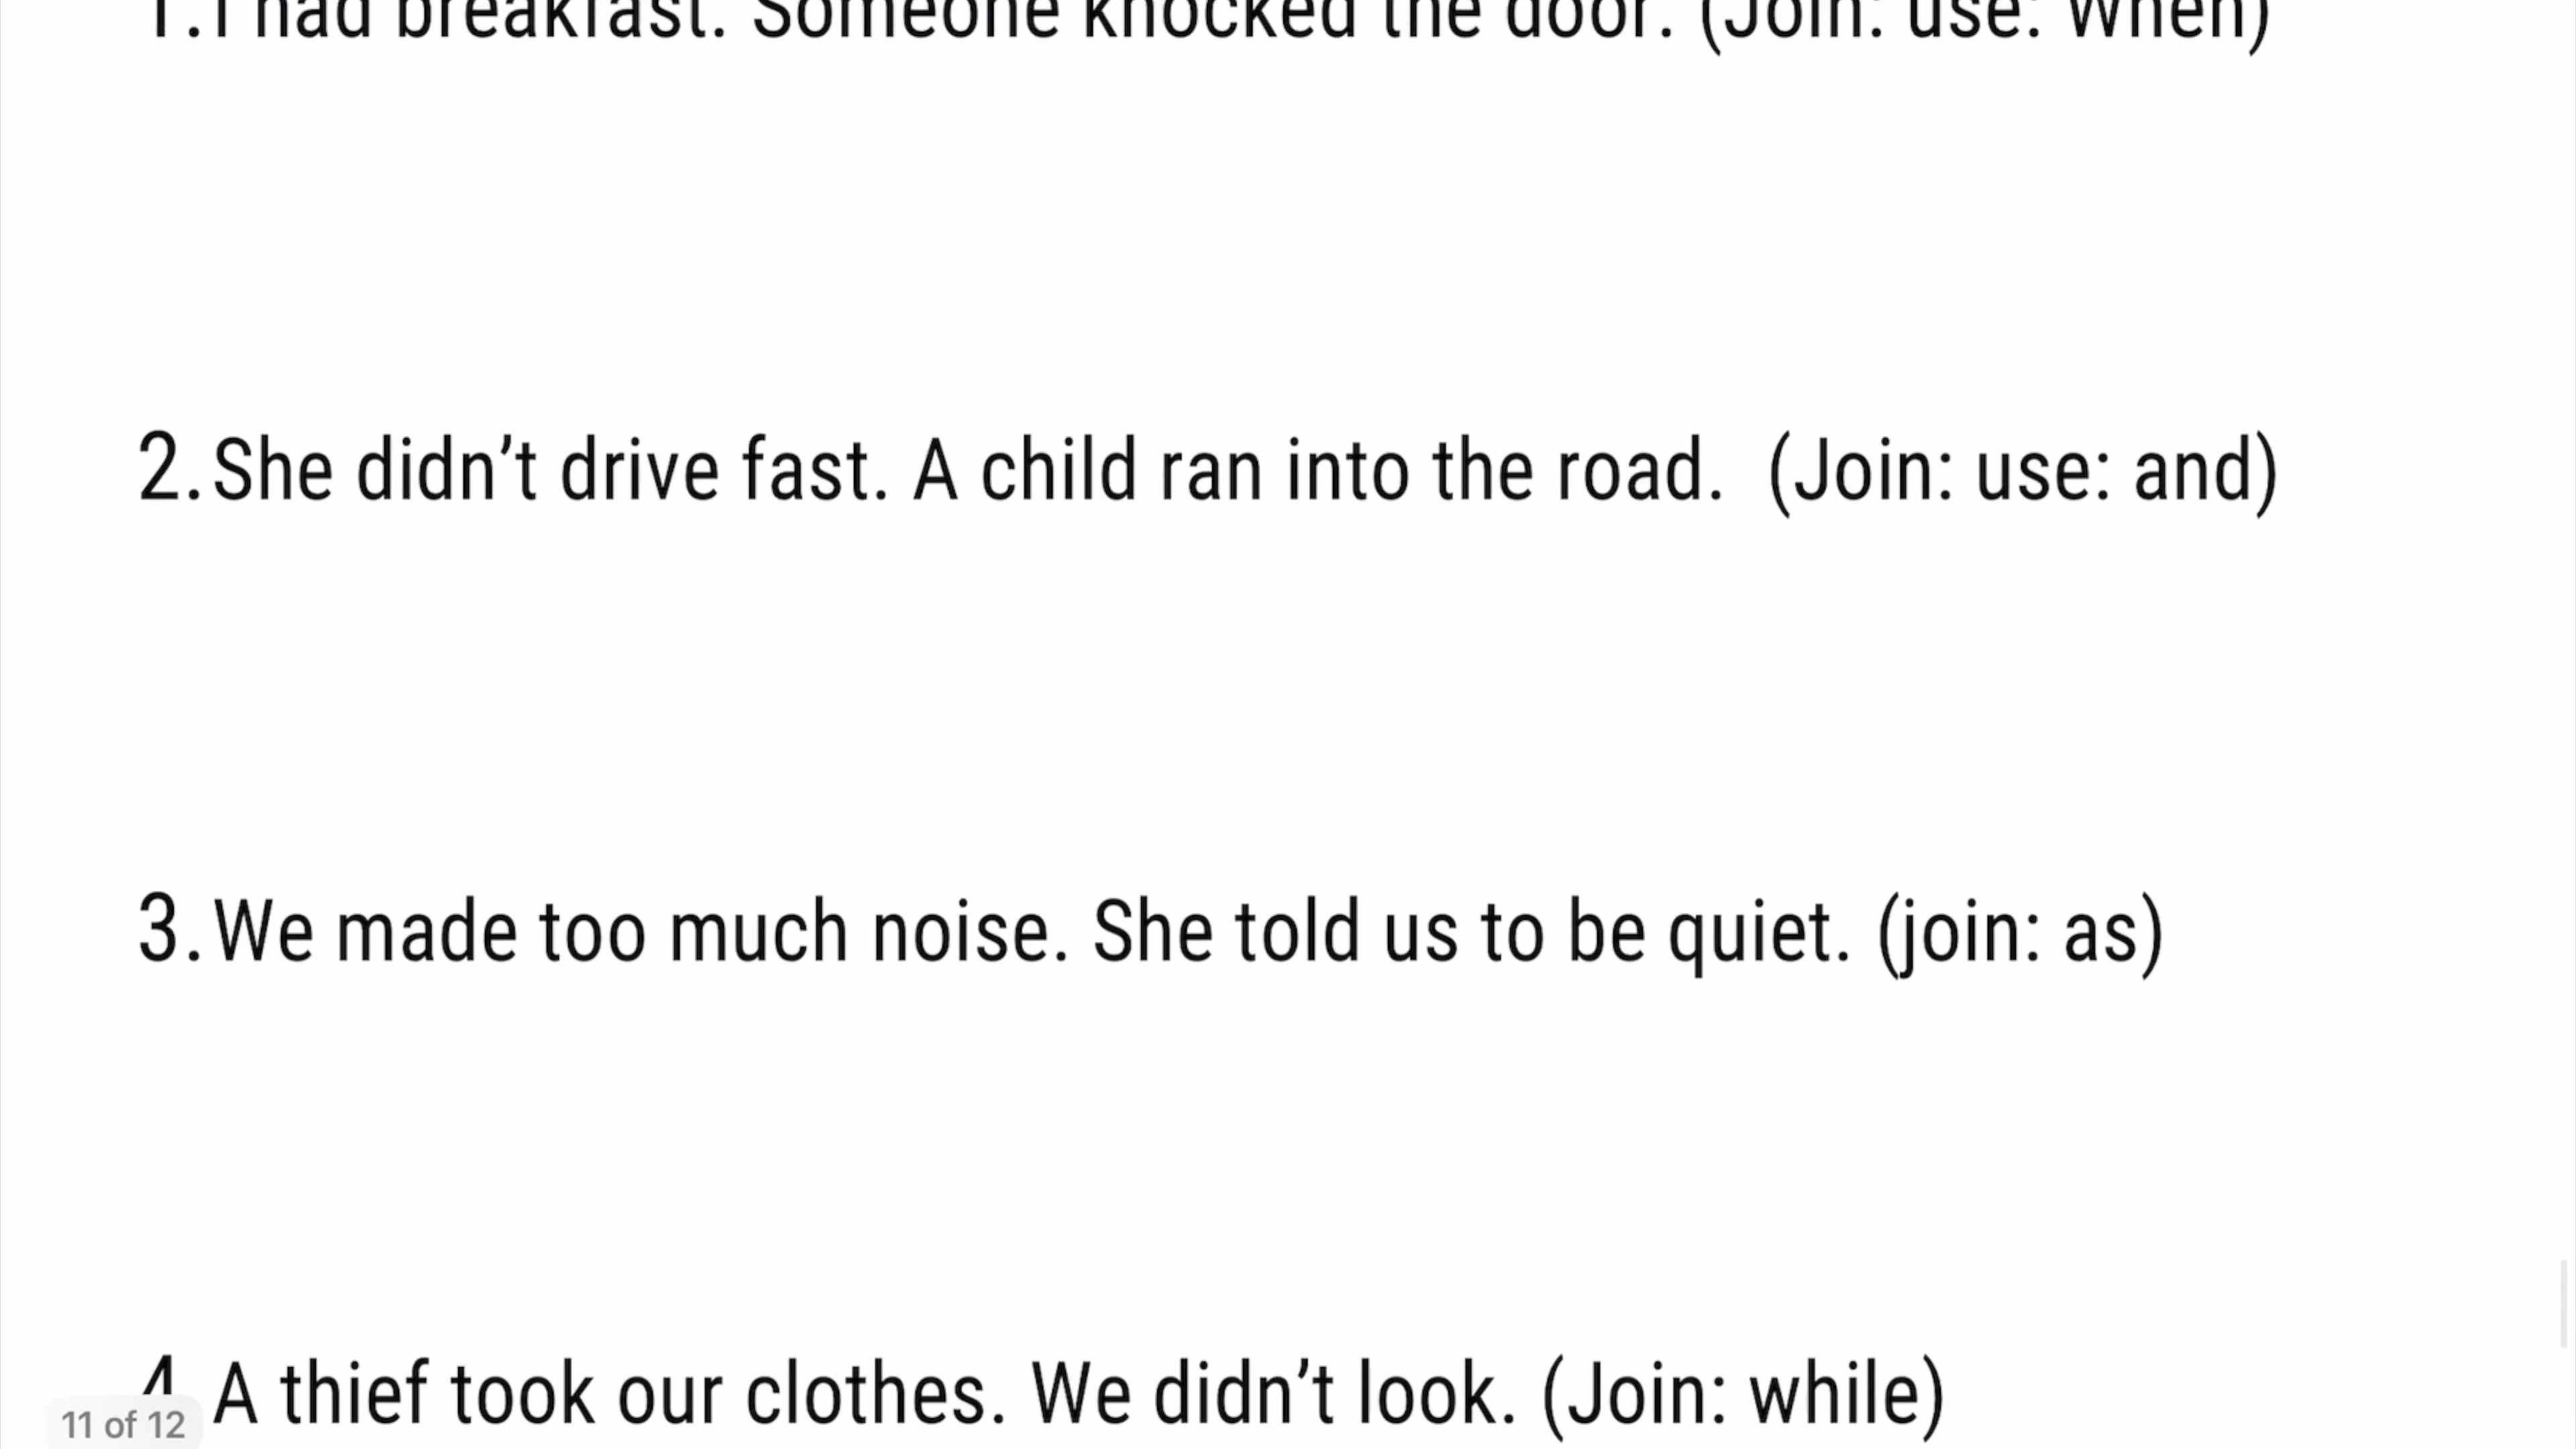 1. I had breakfast. Someone knocked the door. (Join: use: When)
2. She didn’t drive fast. A child ran into the road.  (Join: use: and)
3. We made too much noise. She told us to be quiet. (join: as)
4 A thief took our clothes. We didn’t look. (Join: while)
11 of 12